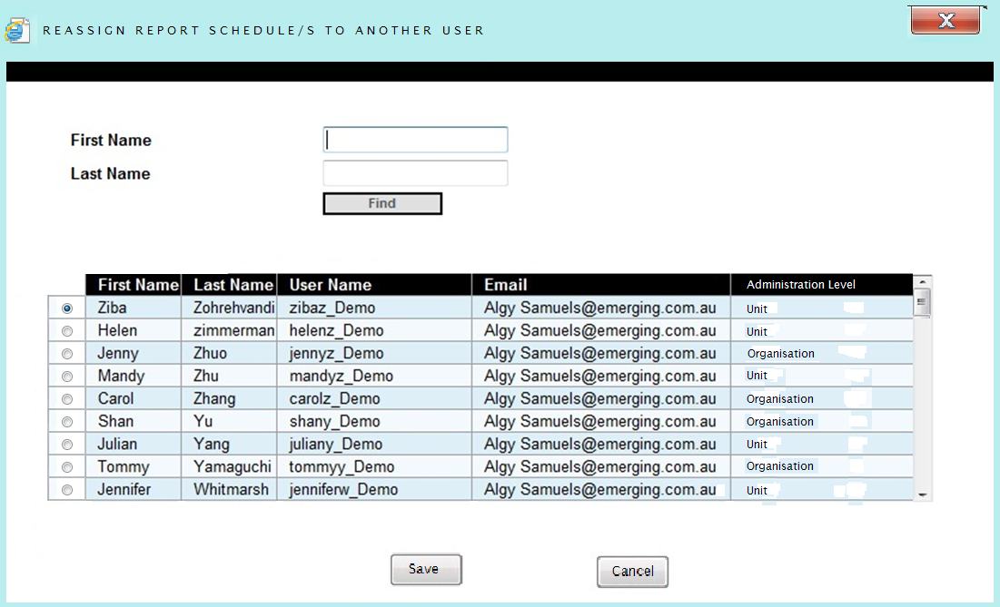 REASSIGN REPORT SCHEDULE/S TO ANOTHER USER
X
First Name
Last Name
Find
First Name Last Name User Name Email Administration Level
Ziba Zohrehvandi zibaz_Demo Algy Samuels@emerging.com.au Unit
Helen zimmerman helenz_Demo Algy Samuels@emerging.com.au Unit
Jenny Zhuo jennyz_Demo Algy Samuels@emerging.com.au Organisation
Mandy Zhu mandyz_Demo Algy Samuels@emerging.com.au Unit
Carol Zhang carolz_Demo Algy Samuels@emerging.com.au Organisation
Shan Yu shany_Demo Algy Samuels@emerging.com.au Organisation
Julian Yang juliany_Demo Algy Samuels@emerging.com.au Unit
Tommy Yamaguchi tommyy_Demo Algy Samuels@emerging.com.au Organisation
Jennifer Whitmarsh jenniferw_Demo Algy Samuels@emerging.com.au Unit
Save Cancel